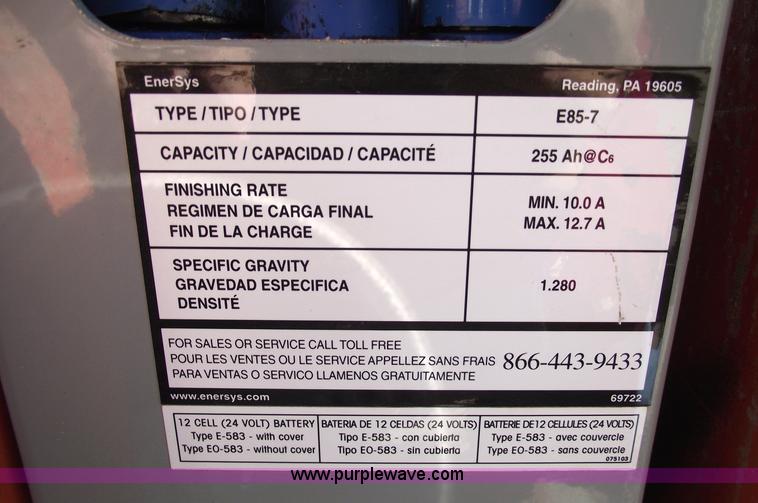 EnerSys Reading, PA 19605
TYPE / TIPO / TYPE E85-7
CAPACITY / CAPACIDAD / CAPACITÉ 255 Ah@C6
FINISHING RATE
REGIMEN DE CARGA FINAL
FIN DE LA CHARGE
MIN. 10.0 A
MAX. 12.7 A
SPECIFIC GRAVITY
GRAVEDAD ESPECIFICA
DENSITÉ
1.280
FOR SALES OR SERVICE CALL TOLL FREE
POUR LES VENTES OU LE SERVICE APPELLEZ SANS FRAIS
PARA VENTAS O SERVICO LLAMENOS GRATUITAMENTE
866-443-9433
www.enersys.com 69722
12 CELL (24 VOLT) BATTERY
Type E-583 - with cover
Type EO-583 - without cover
BATERIA DE 12 CELDAS (24 VOLTS)
Tipo E-583 - con cubierta
Tipo EO-583 - sin cubierta
BATTERIE DE 12 CELLULES (24 VOLTS)
Type E-583 - avec couvercle
Type EO-583 - sans couvercle
075103
www.purplewave.com